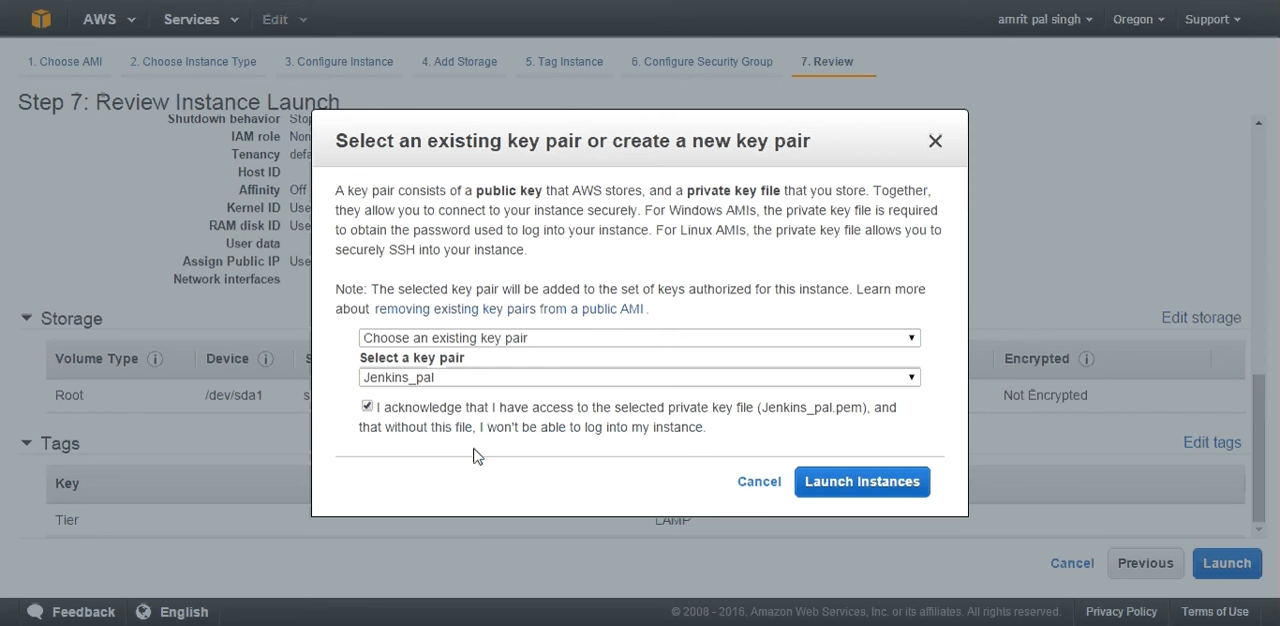 AWS Services Edit amrit pal singh Oregon Support
1. Choose AMI 2. Choose Instance Type 3. Configure Instance 4. Add Storage 5. Tag Instance 6. Configure Security Group 7. Review
Step 7: Review Instance Launch
Shutdown behavior
IAM role
Tenancy
Host ID
Affinity Off
Kernel ID Use
RAM disk ID Use
User data
Assign Public IP Use
Network interfaces
Select an existing key pair or create a new key pair
A key pair consists of a public key that AWS stores, and a private key file that you store. Together,
they allow you to connect to your instance securely. For Windows AMIs, the private key file is required
to obtain the password used to log into your instance. For Linux AMIs, the private key file allows you to
securely SSH into your instance.
Note: The selected key pair will be added to the set of keys authorized for this instance. Learn more
about removing existing key pairs from a public AMI .
Choose an existing key pair
Select a key pair
Jenkins_pal
I acknowledge that I have access to the selected private key file (Jenkins_pal.pem), and
that without this file, I won't be able to log into my instance.
Cancel Launch Instances
Storage Edit storage
Volume Type Device Encrypted
Root /dev/sda1 Not Encrypted
Tags Edit tags
Key
Tier LAMP
Cancel Previous Launch
Feedback English © 2008 - 2016, Amazon Web Services, Inc. or its affiliates. All rights reserved. Privacy Policy Terms of Use